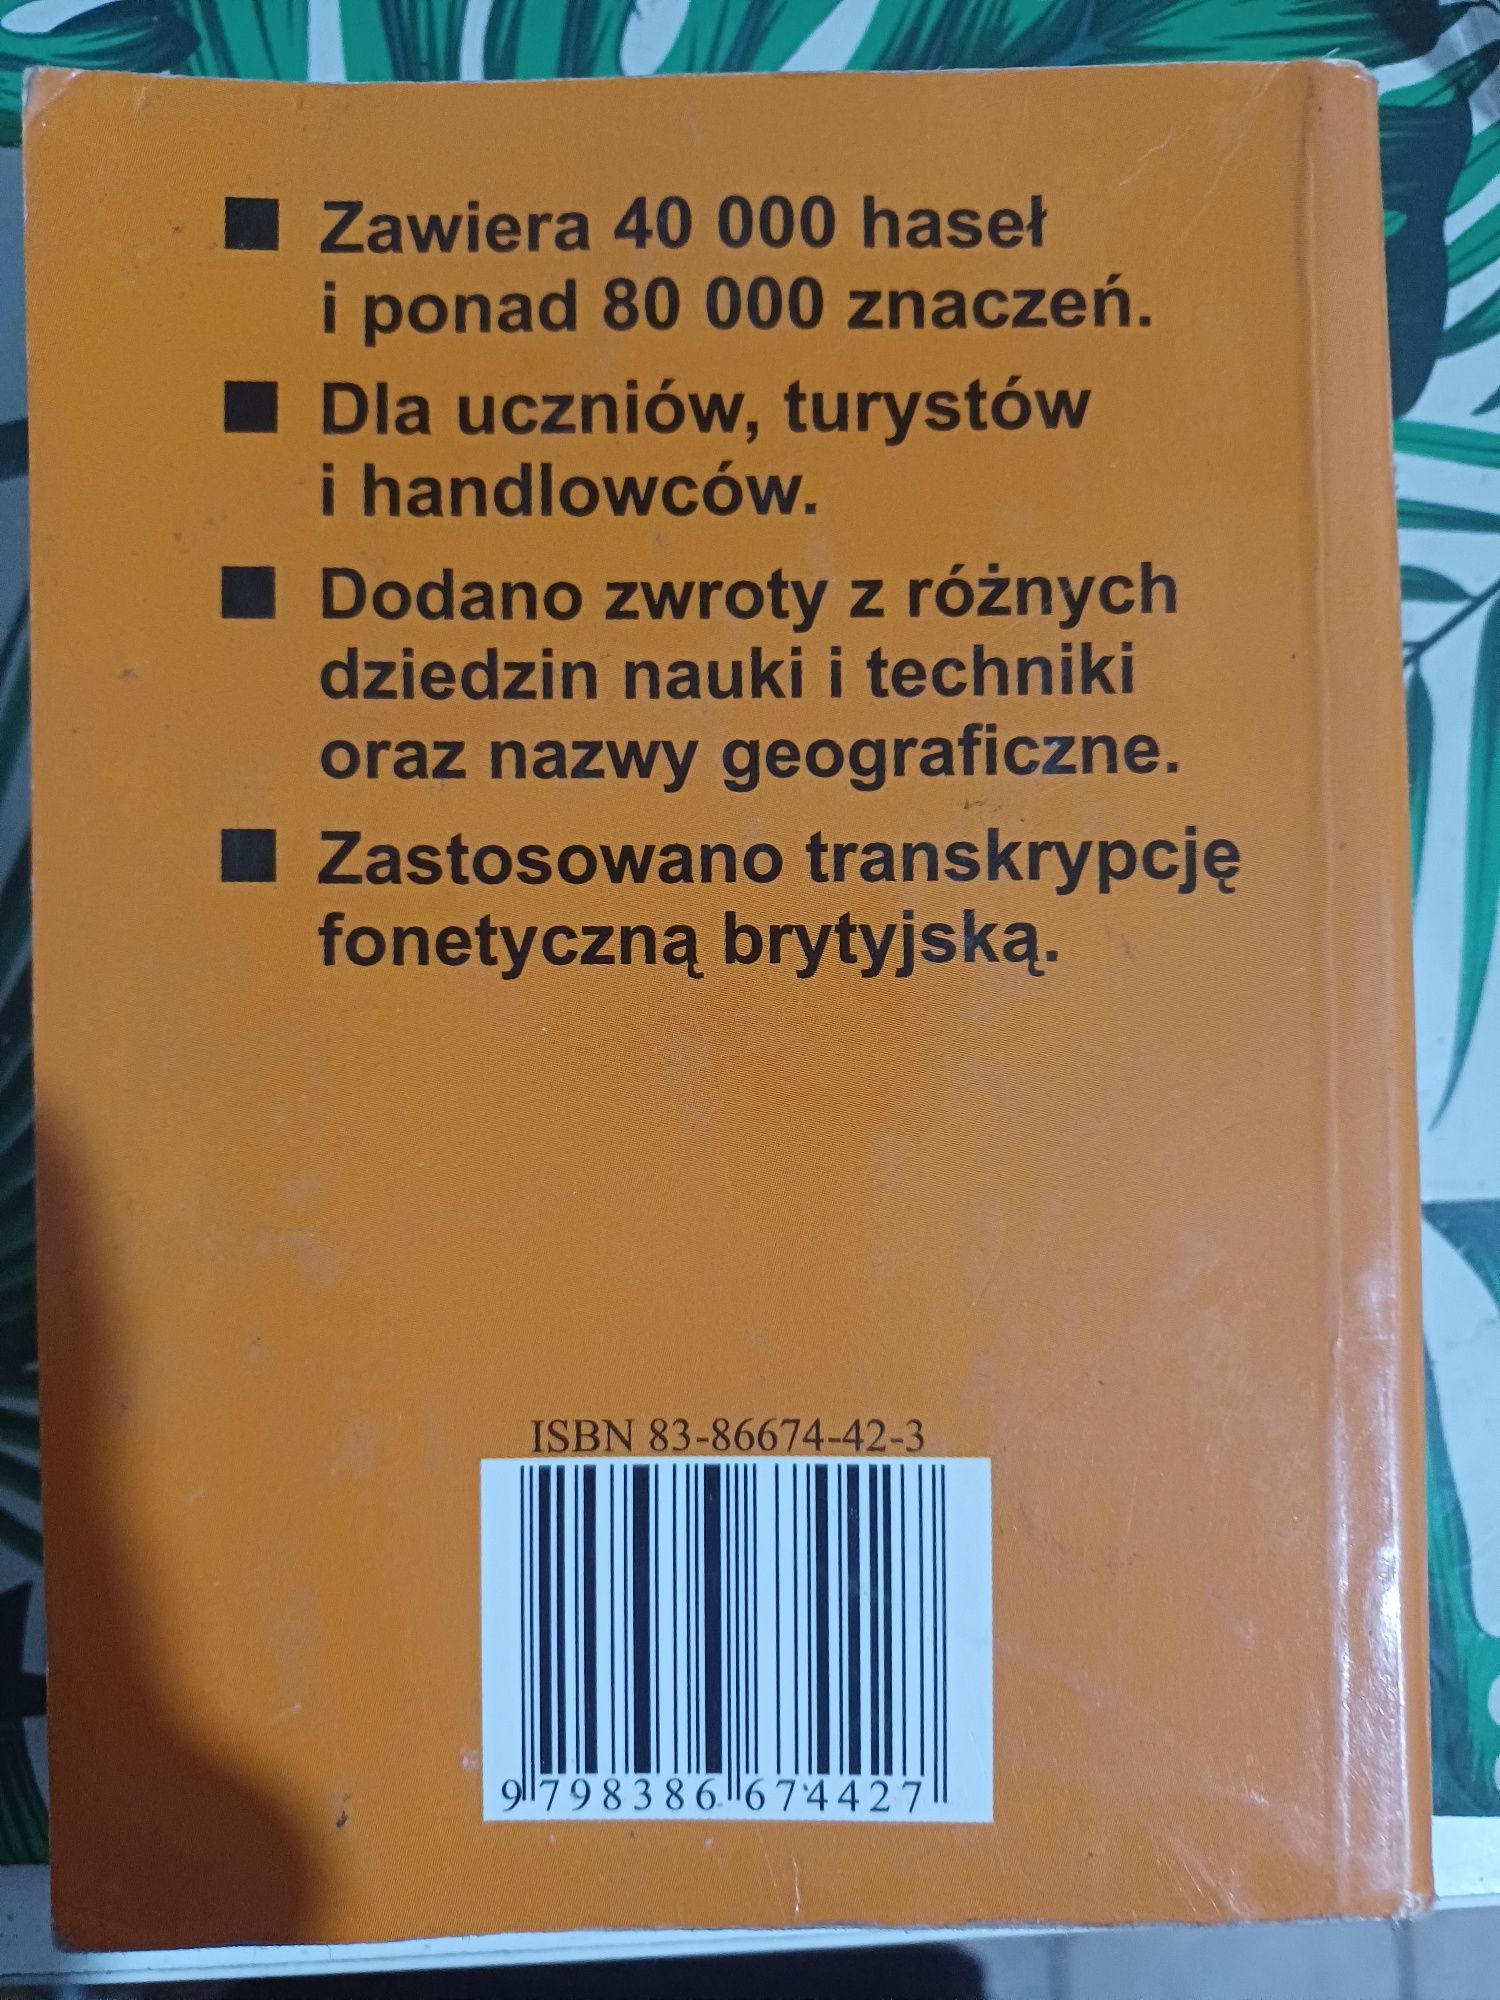 ■ Zawiera 40 000 haseł
i ponad 80 000 znaczeń.
■ Dla uczniów, turystów
i handlowców.
■ Dodano zwroty z różnych
dziedzin nauki i techniki
oraz nazwy geograficzne.
■ Zastosowano transkrypcję
fonetyczną brytyjską.
ISBN 83-86674-42-3
9 798386 674427